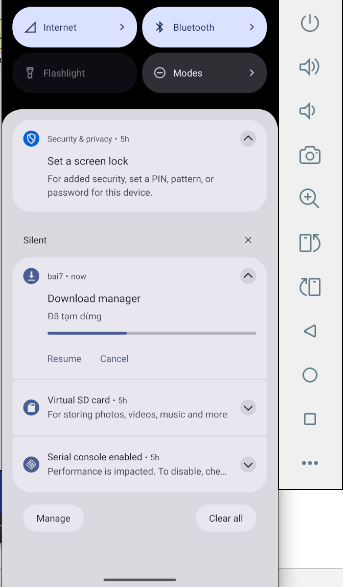 Internet
Bluetooth
Flashlight
Modes
Security & privacy • 5h
Set a screen lock
For added security, set a PIN, pattern, or
password for this device.
Silent
bai7 • now
Download manager
Đã tạm dừng
Resume
Cancel
Virtual SD card • 5h
For storing photos, videos, music and more
Serial console enabled • 5h
Performance is impacted. To disable, che...
Manage
Clear all